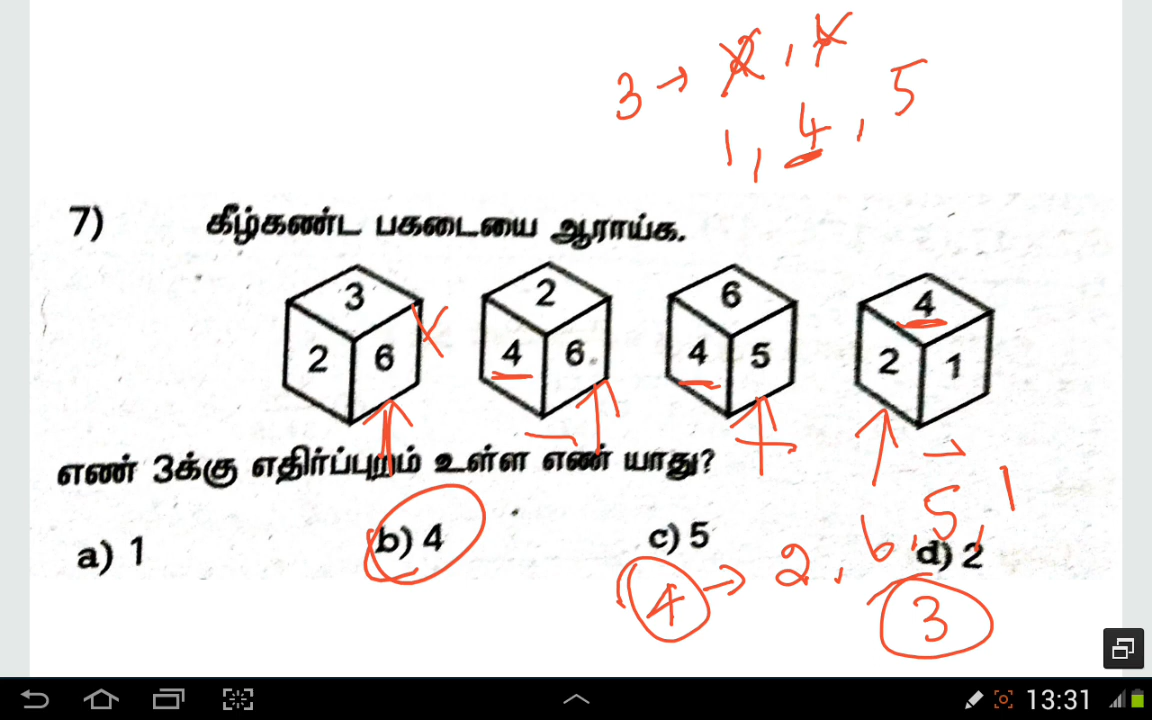 3 → 2, 1
1, 4, 5
7) கீழ்கண்ட பகடையை ஆராய்க.
3 2 6 2 4 6 6 4 5 4 2 1
எண் 3க்கு எதிர்ப்புறம் உள்ள எண் யாது?
a) 1 b) 4 c) 5 d) 2
4 → 2, 6, 5, 1
3
13:31